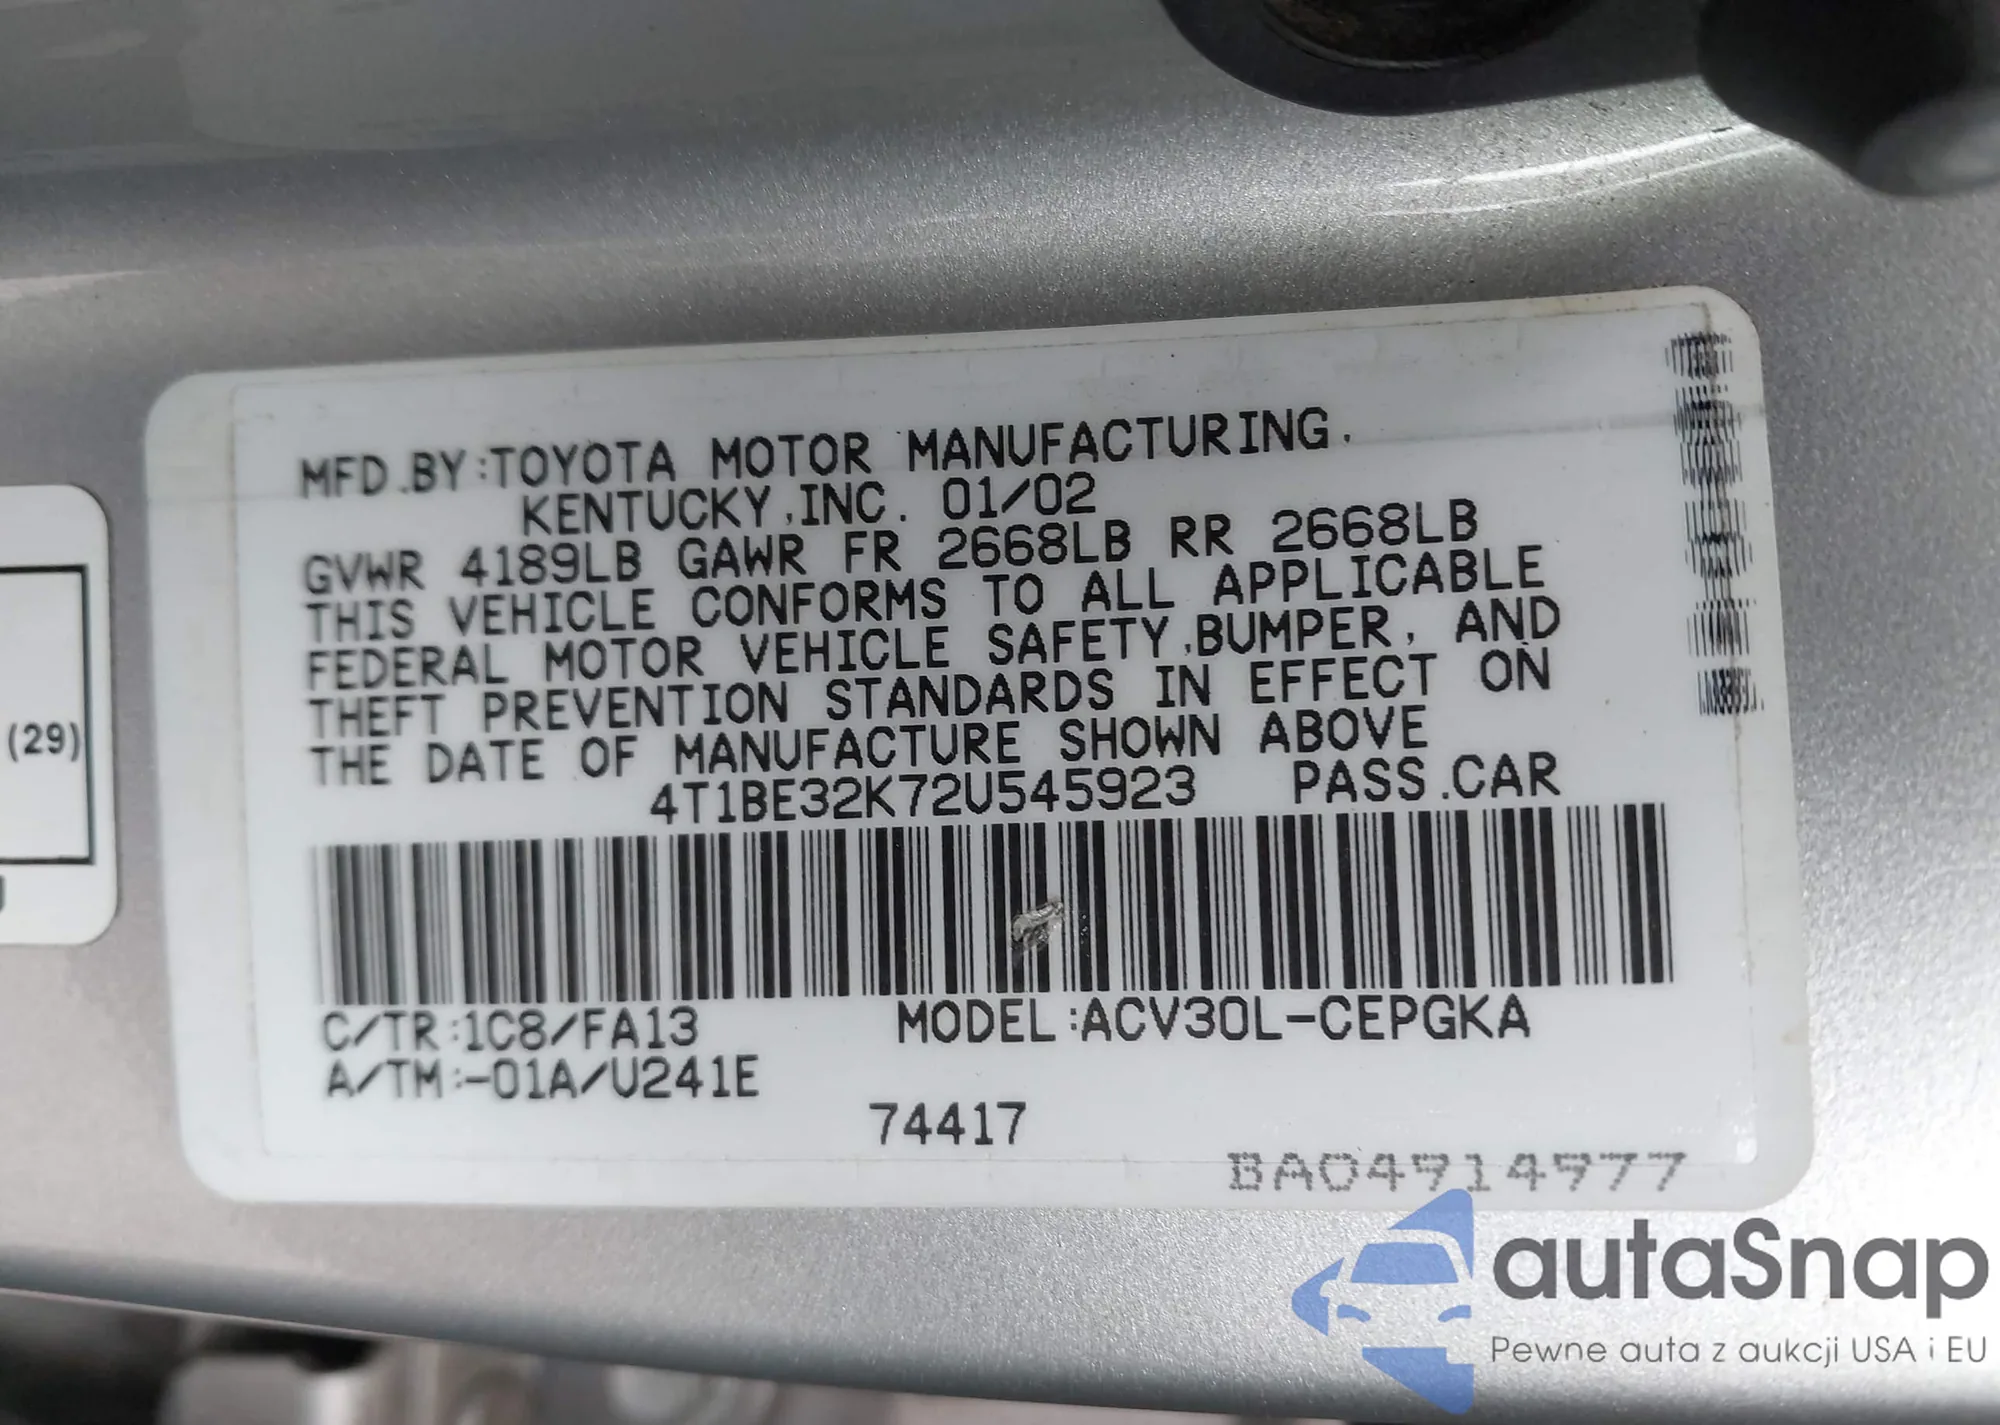 MFD.BY:TOYOTA MOTOR MANUFACTURING.
KENTUCKY,INC. 01/02
GVWR 4189LB GAWR FR 2668LB RR 2668LB
THIS VEHICLE CONFORMS TO ALL APPLICABLE
FEDERAL MOTOR VEHICLE SAFETY,BUMPER, AND
THEFT PREVENTION STANDARDS IN EFFECT ON
THE DATE OF MANUFACTURE SHOWN ABOVE
4T1BE32K72U545923 PASS.CAR
C/TR:1C8/FA13 MODEL:ACV30L-CEPGKA
A/TM:-01A/U241E
74417
BA04914977
(29)
autaSnap
Pewne auta z aukcji USA i EU